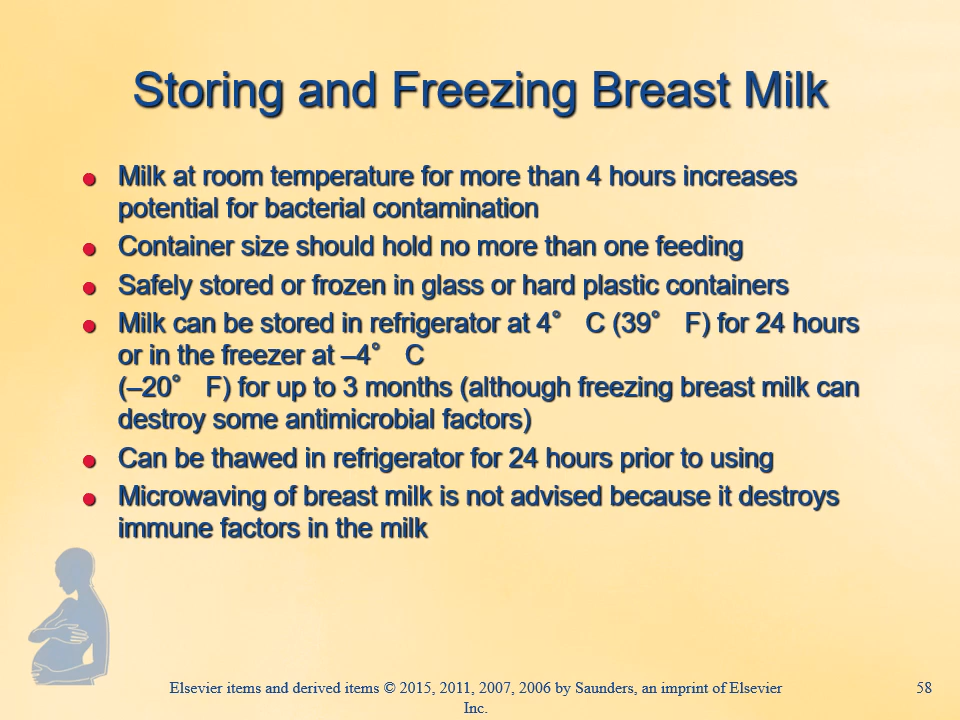 Storing and Freezing Breast Milk
● Milk at room temperature for more than 4 hours increases
potential for bacterial contamination
● Container size should hold no more than one feeding
● Safely stored or frozen in glass or hard plastic containers
● Milk can be stored in refrigerator at 4° C (39° F) for 24 hours
or in the freezer at –4° C
(–20° F) for up to 3 months (although freezing breast milk can
destroy some antimicrobial factors)
● Can be thawed in refrigerator for 24 hours prior to using
● Microwaving of breast milk is not advised because it destroys
immune factors in the milk
Elsevier items and derived items © 2015, 2011, 2007, 2006 by Saunders, an imprint of Elsevier
Inc.
58